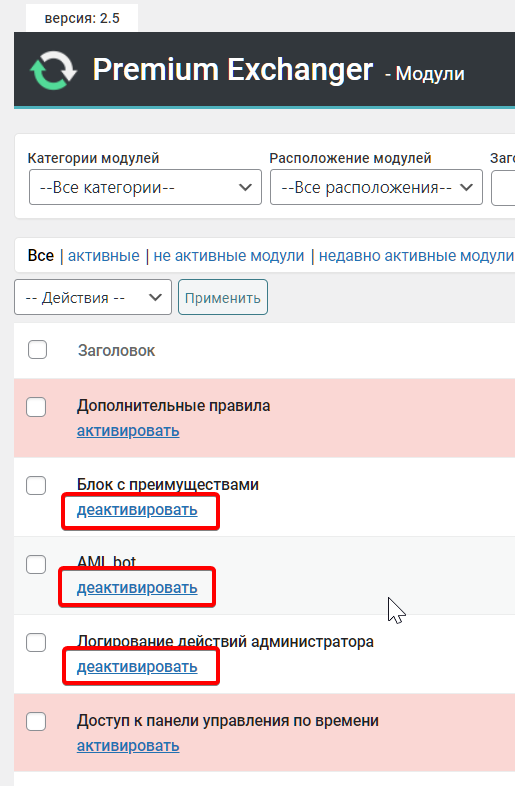 версия: 2.5
Premium Exchanger - Модули
Категории модулей Расположение модулей Заго
--Все категории-- --Все расположения--
Все | активные | не активные модули | недавно активные модули
-- Действия -- Применить
Заголовок
Дополнительные правила
активировать
Блок с преимуществами
деактивировать
AML bot
деактивировать
Логирование действий администратора
деактивировать
Доступ к панели управления по времени
активировать